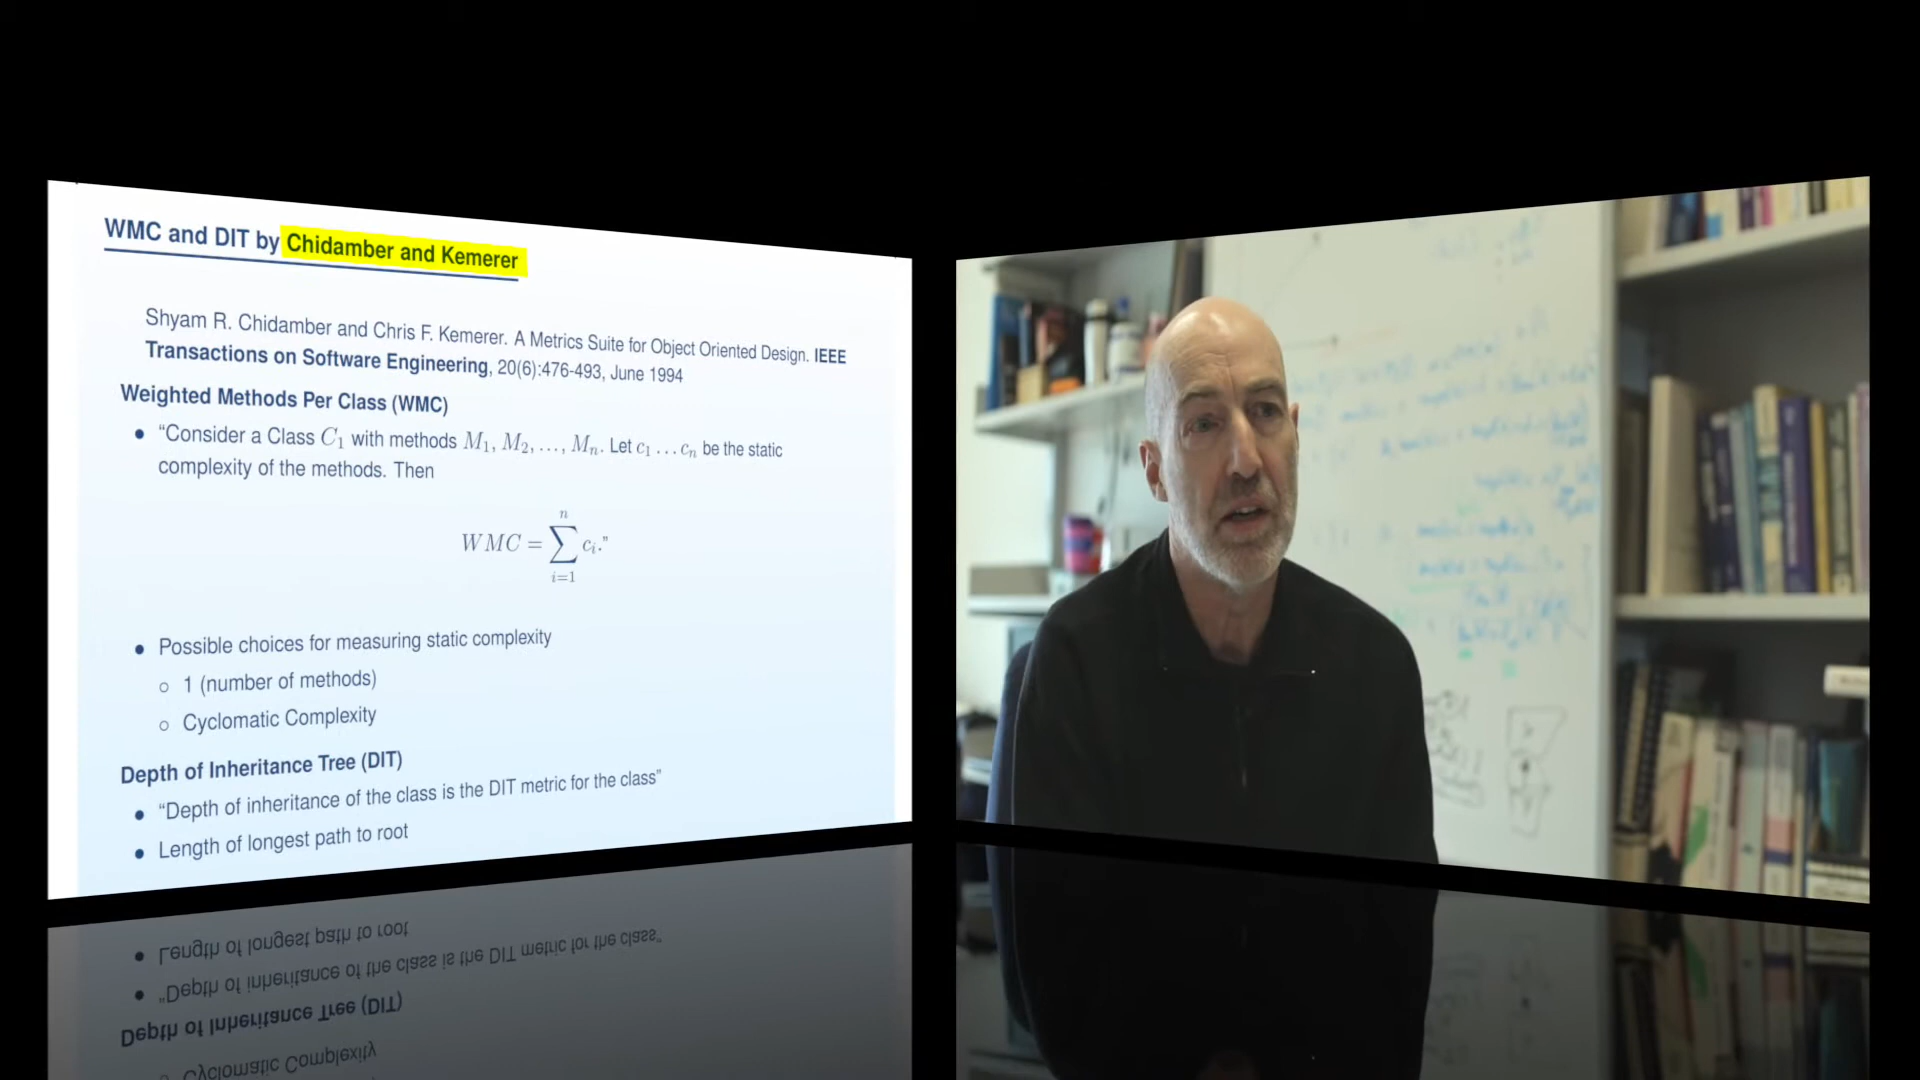 WMC and DIT by Chidamber and Kemerer
Shyam R. Chidamber and Chris F. Kemerer. A Metrics Suite for Object Oriented Design. IEEE
Transactions on Software Engineering, 20(6):476-493, June 1994
Weighted Methods Per Class (WMC)
• “Consider a Class C₁ with methods M₁, M₂, …, Mₙ. Let c₁ … cₙ be the static
complexity of the methods. Then
WMC = ∑ᵢ₌₁ⁿ cᵢ.”
• Possible choices for measuring static complexity
○ 1 (number of methods)
○ Cyclomatic Complexity
Depth of Inheritance Tree (DIT)
• “Depth of inheritance of the class is the DIT metric for the class”
• Length of longest path to root